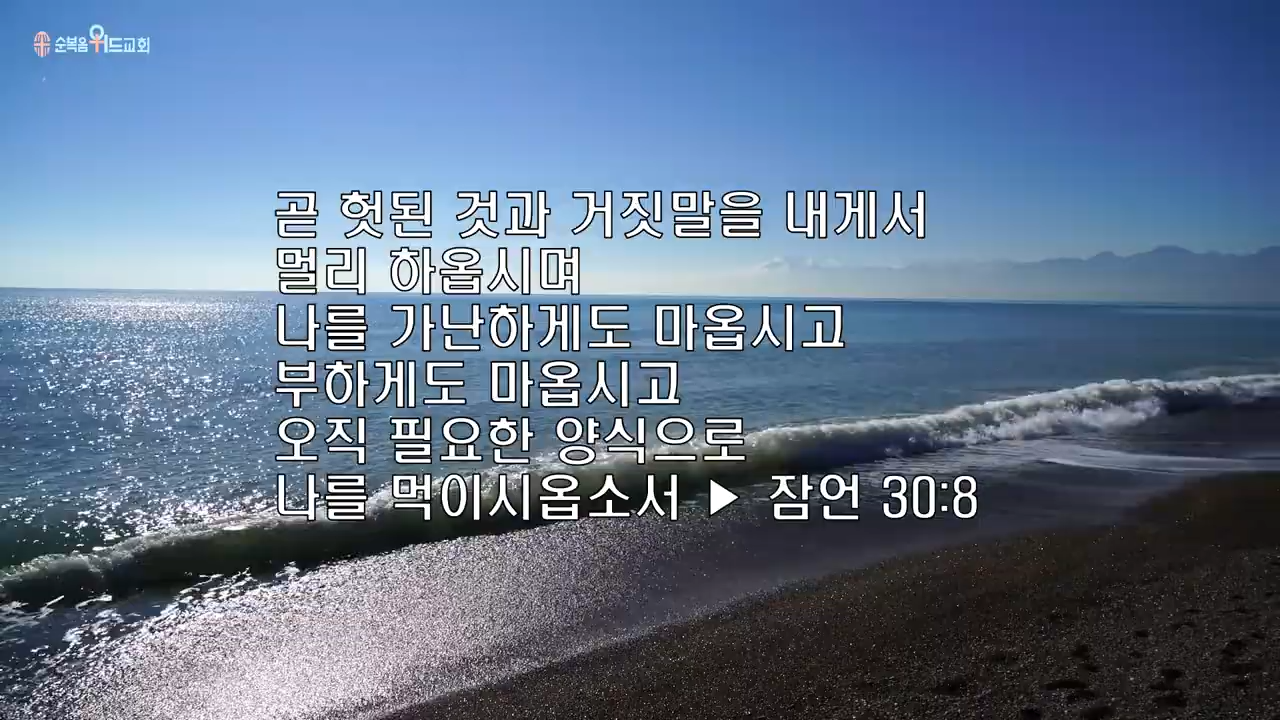 순복음위드교회
곧 헛된 것과 거짓말을 내게서
멀리 하옵시며
나를 가난하게도 마옵시고
부하게도 마옵시고
오직 필요한 양식으로
나를 먹이시옵소서 ▶ 잠언 30:8